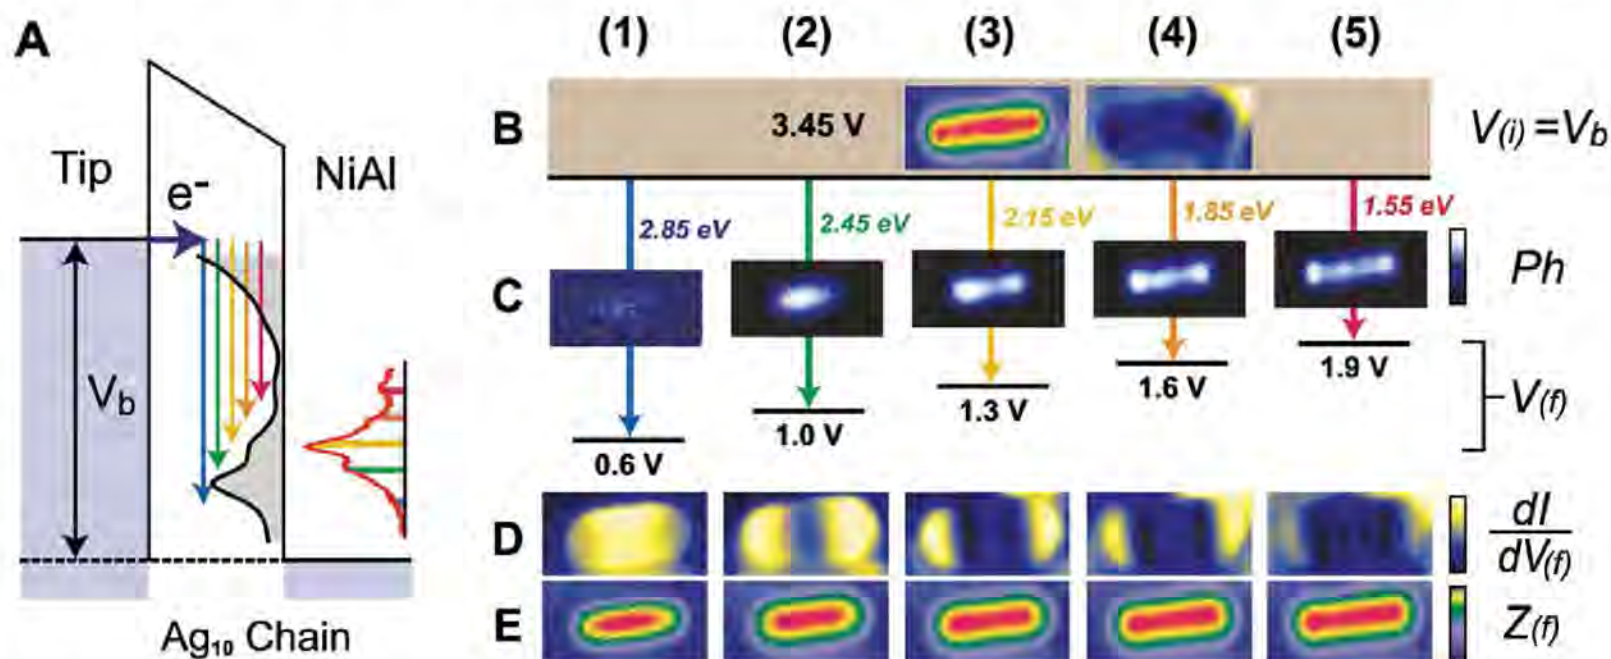 A
Tip
e⁻
NiAl
V_b
Ag₁₀ Chain
(1) (2) (3) (4) (5)
B 3.45 V V(i) = V_b
2.85 eV 2.45 eV 2.15 eV 1.85 eV 1.55 eV
C Ph
0.6 V 1.0 V 1.3 V 1.6 V 1.9 V V(f)
D dI
dV(f)
E Z(f)